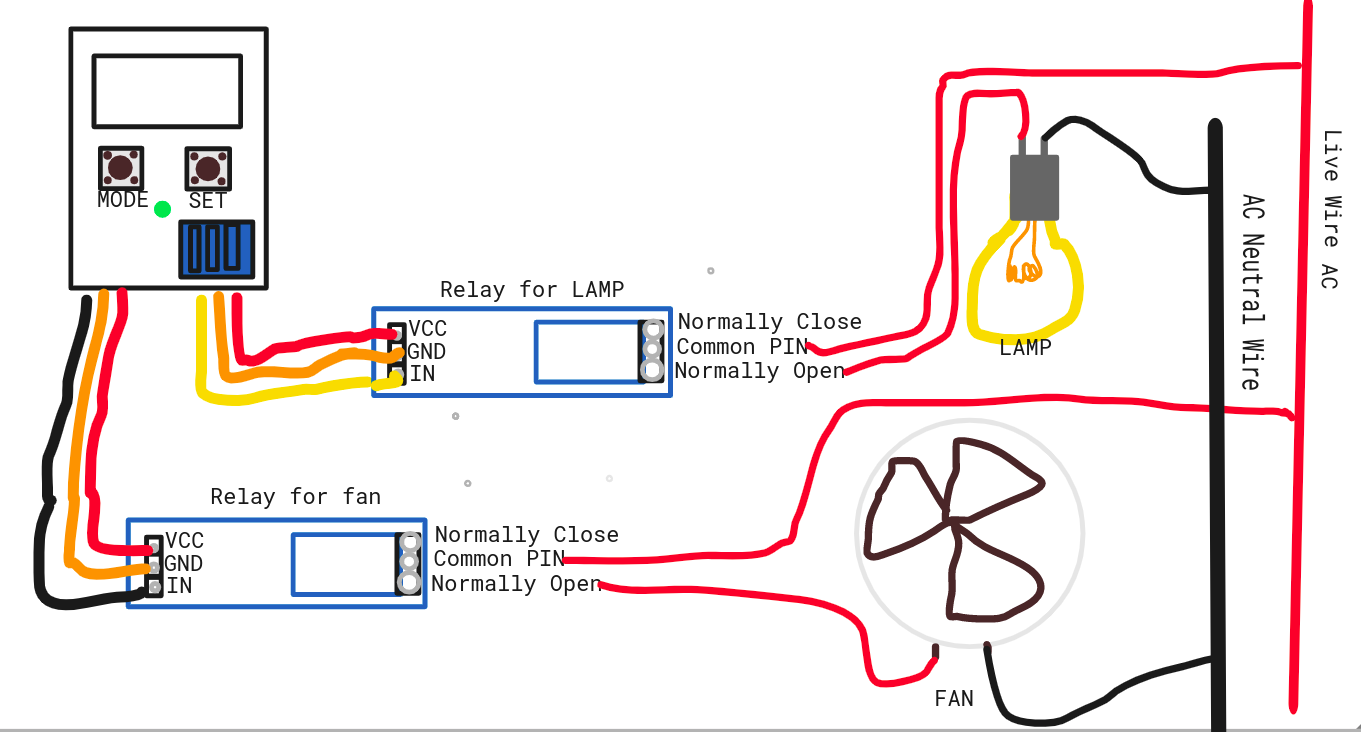 MODE
SET
Relay for LAMP
VCC
GND
IN
Normally Close
Common PIN
Normally Open
LAMP
AC Neutral Wire
Live Wire AC
Relay for fan
VCC
GND
IN
Normally Close
Common PIN
Normally Open
FAN